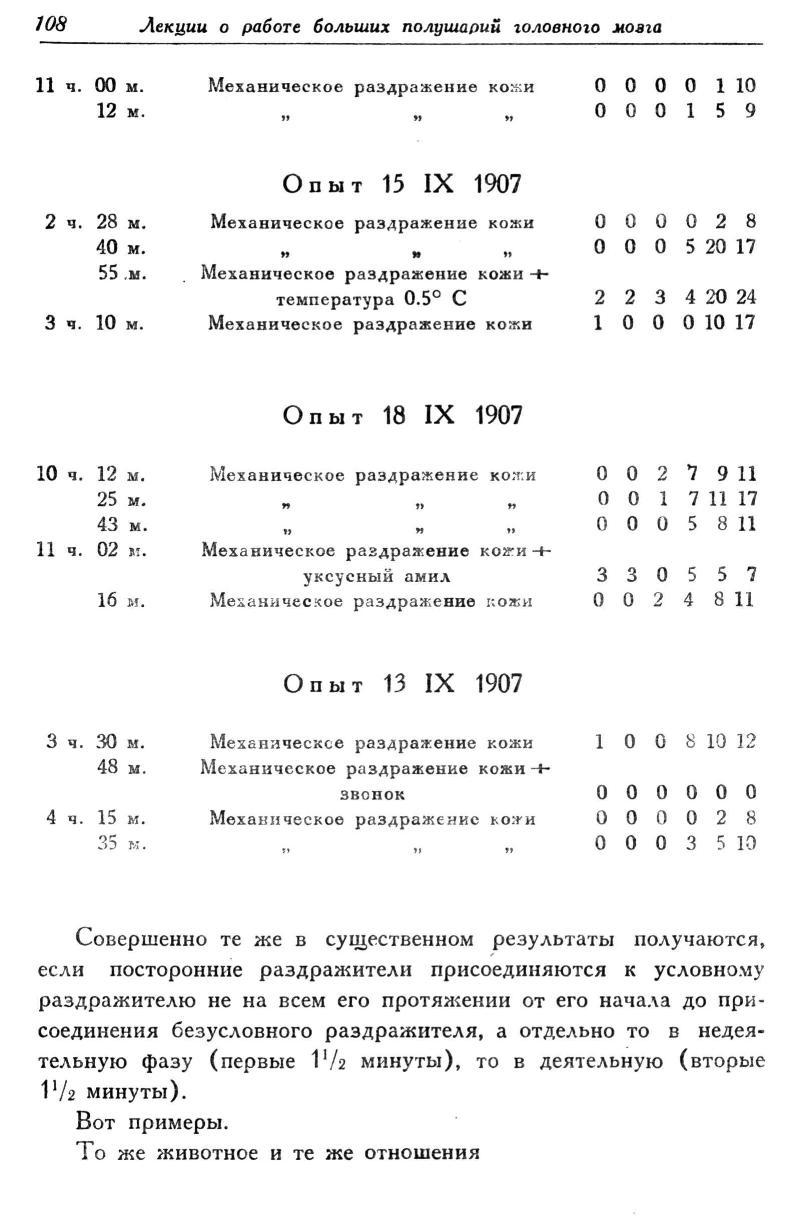 108 Лекции о работе больших полушарий головного мозга
11 ч. 00 м. Механическое раздражение кожи 0 0 0 0 1 10
12 м. „ „ „ 0 0 0 1 5 9
Опыт 15 IX 1907
2 ч. 28 м. Механическое раздражение кожи 0 0 0 0 2 8
40 м. „ „ „ 0 0 0 5 20 17
55 м. Механическое раздражение кожи +
температура 0.5° С 2 2 3 4 20 24
3 ч. 10 м. Механическое раздражение кожи 1 0 0 0 10 17
Опыт 18 IX 1907
10 ч. 12 м. Механическое раздражение кожи 0 0 2 7 9 11
25 м. „ „ „ 0 0 1 7 11 17
43 м. „ „ „ 0 0 0 5 8 11
11 ч. 02 м. Механическое раздражение кожи +
уксусный амил 3 3 0 5 5 7
16 м. Механическое раздражение кожи 0 0 2 4 8 11
Опыт 13 IX 1907
3 ч. 30 м. Механическое раздражение кожи 1 0 0 8 10 12
48 м. Механическое раздражение кожи +
звонок 0 0 0 0 0 0
4 ч. 15 м. Механическое раздражение кожи 0 0 0 0 2 8
35 м. „ „ „ 0 0 0 3 5 10
Совершенно те же в существенном результаты получаются,
если посторонние раздражители присоединяются к условному
раздражителю не на всем его протяжении от его начала до при-
соединения безусловного раздражителя, а отдельно то в недея-
тельную фазу (первые 1¹/₂ минуты), то в деятельную (вторые
1¹/₂ минуты).
Вот примеры.
То же животное и те же отношения